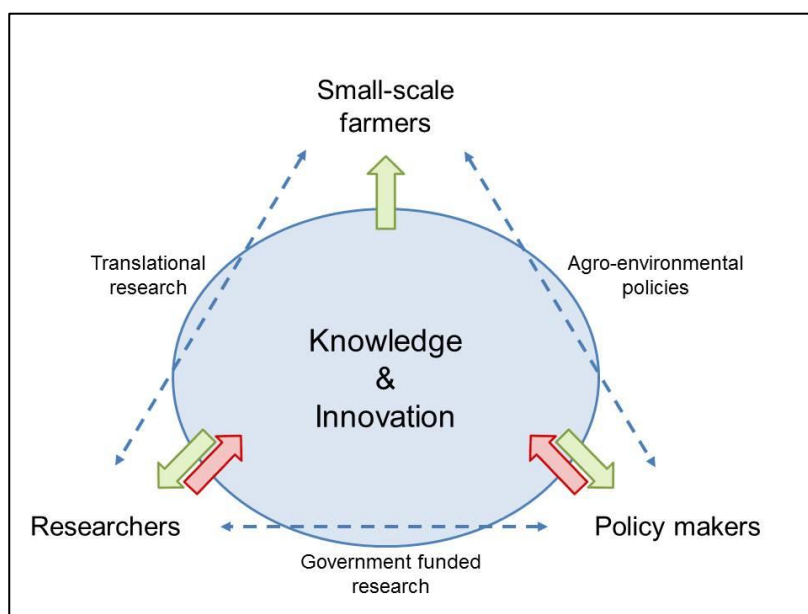 Small-scale
farmers
Translational
research
Agro-environmental
policies
Knowledge
&
Innovation
Researchers
Policy makers
Government funded
research